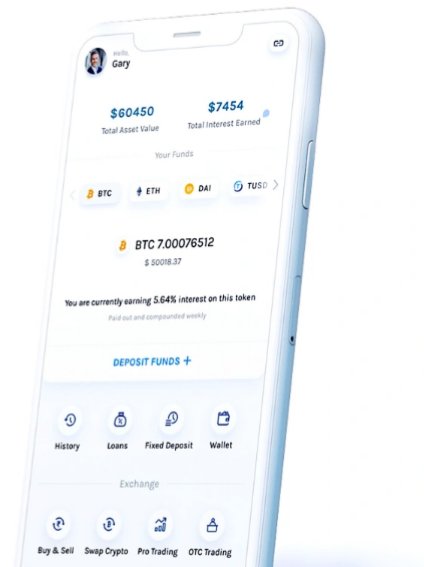 Hello,
Gary
$60450
Total Asset Value
$7454
Total Interest Earned
Your Funds
BTC
ETH
DAI
TUSD
BTC 7.00076512
$ 50018.37
You are currently earning 5.64% interest on this token
Paid out and compounded weekly
DEPOSIT FUNDS +
History
Loans
Fixed Deposit
Wallet
Exchange
Buy & Sell
Swap Crypto
Pro Trading
OTC Trading